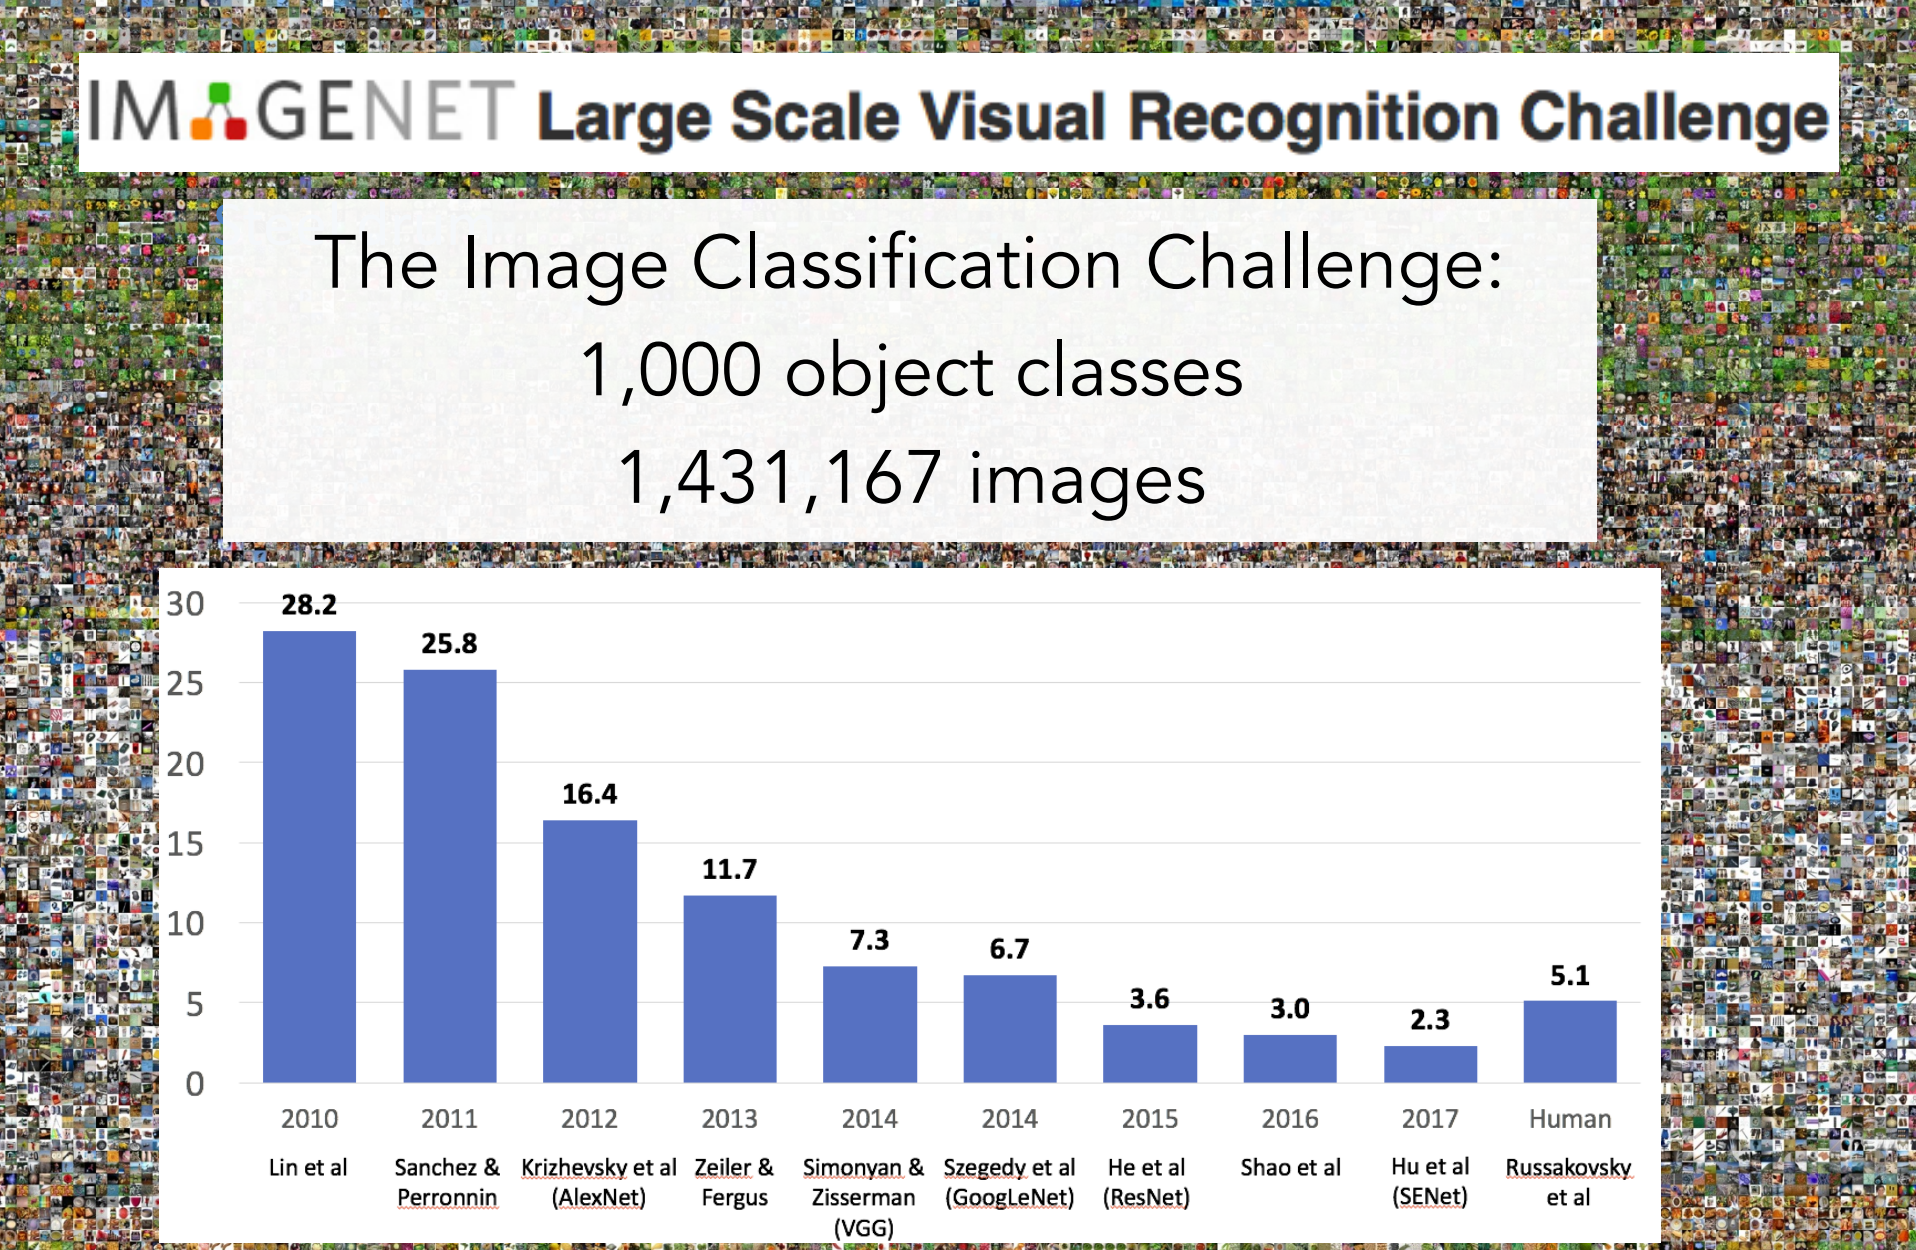 IMAGENET Large Scale Visual Recognition Challenge
The Image Classification Challenge:
1,000 object classes
1,431,167 images
30
25
20
15
10
5
0
28.2
25.8
16.4
11.7
7.3
6.7
3.6
3.0
2.3
5.1
2010 2011 2012 2013 2014 2014 2015 2016 2017 Human
Lin et al
Sanchez &
Perronnin
Krizhevsky et al
(AlexNet)
Zeiler &
Fergus
Simonyan &
Zisserman
(VGG)
Szegedy et al
(GoogLeNet)
He et al
(ResNet)
Shao et al
Hu et al
(SENet)
Russakovsky
et al